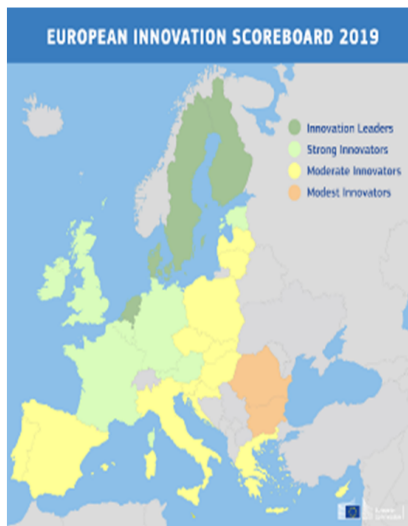 EUROPEAN INNOVATION SCOREBOARD 2019
Innovation Leaders
Strong Innovators
Moderate Innovators
Modest Innovators